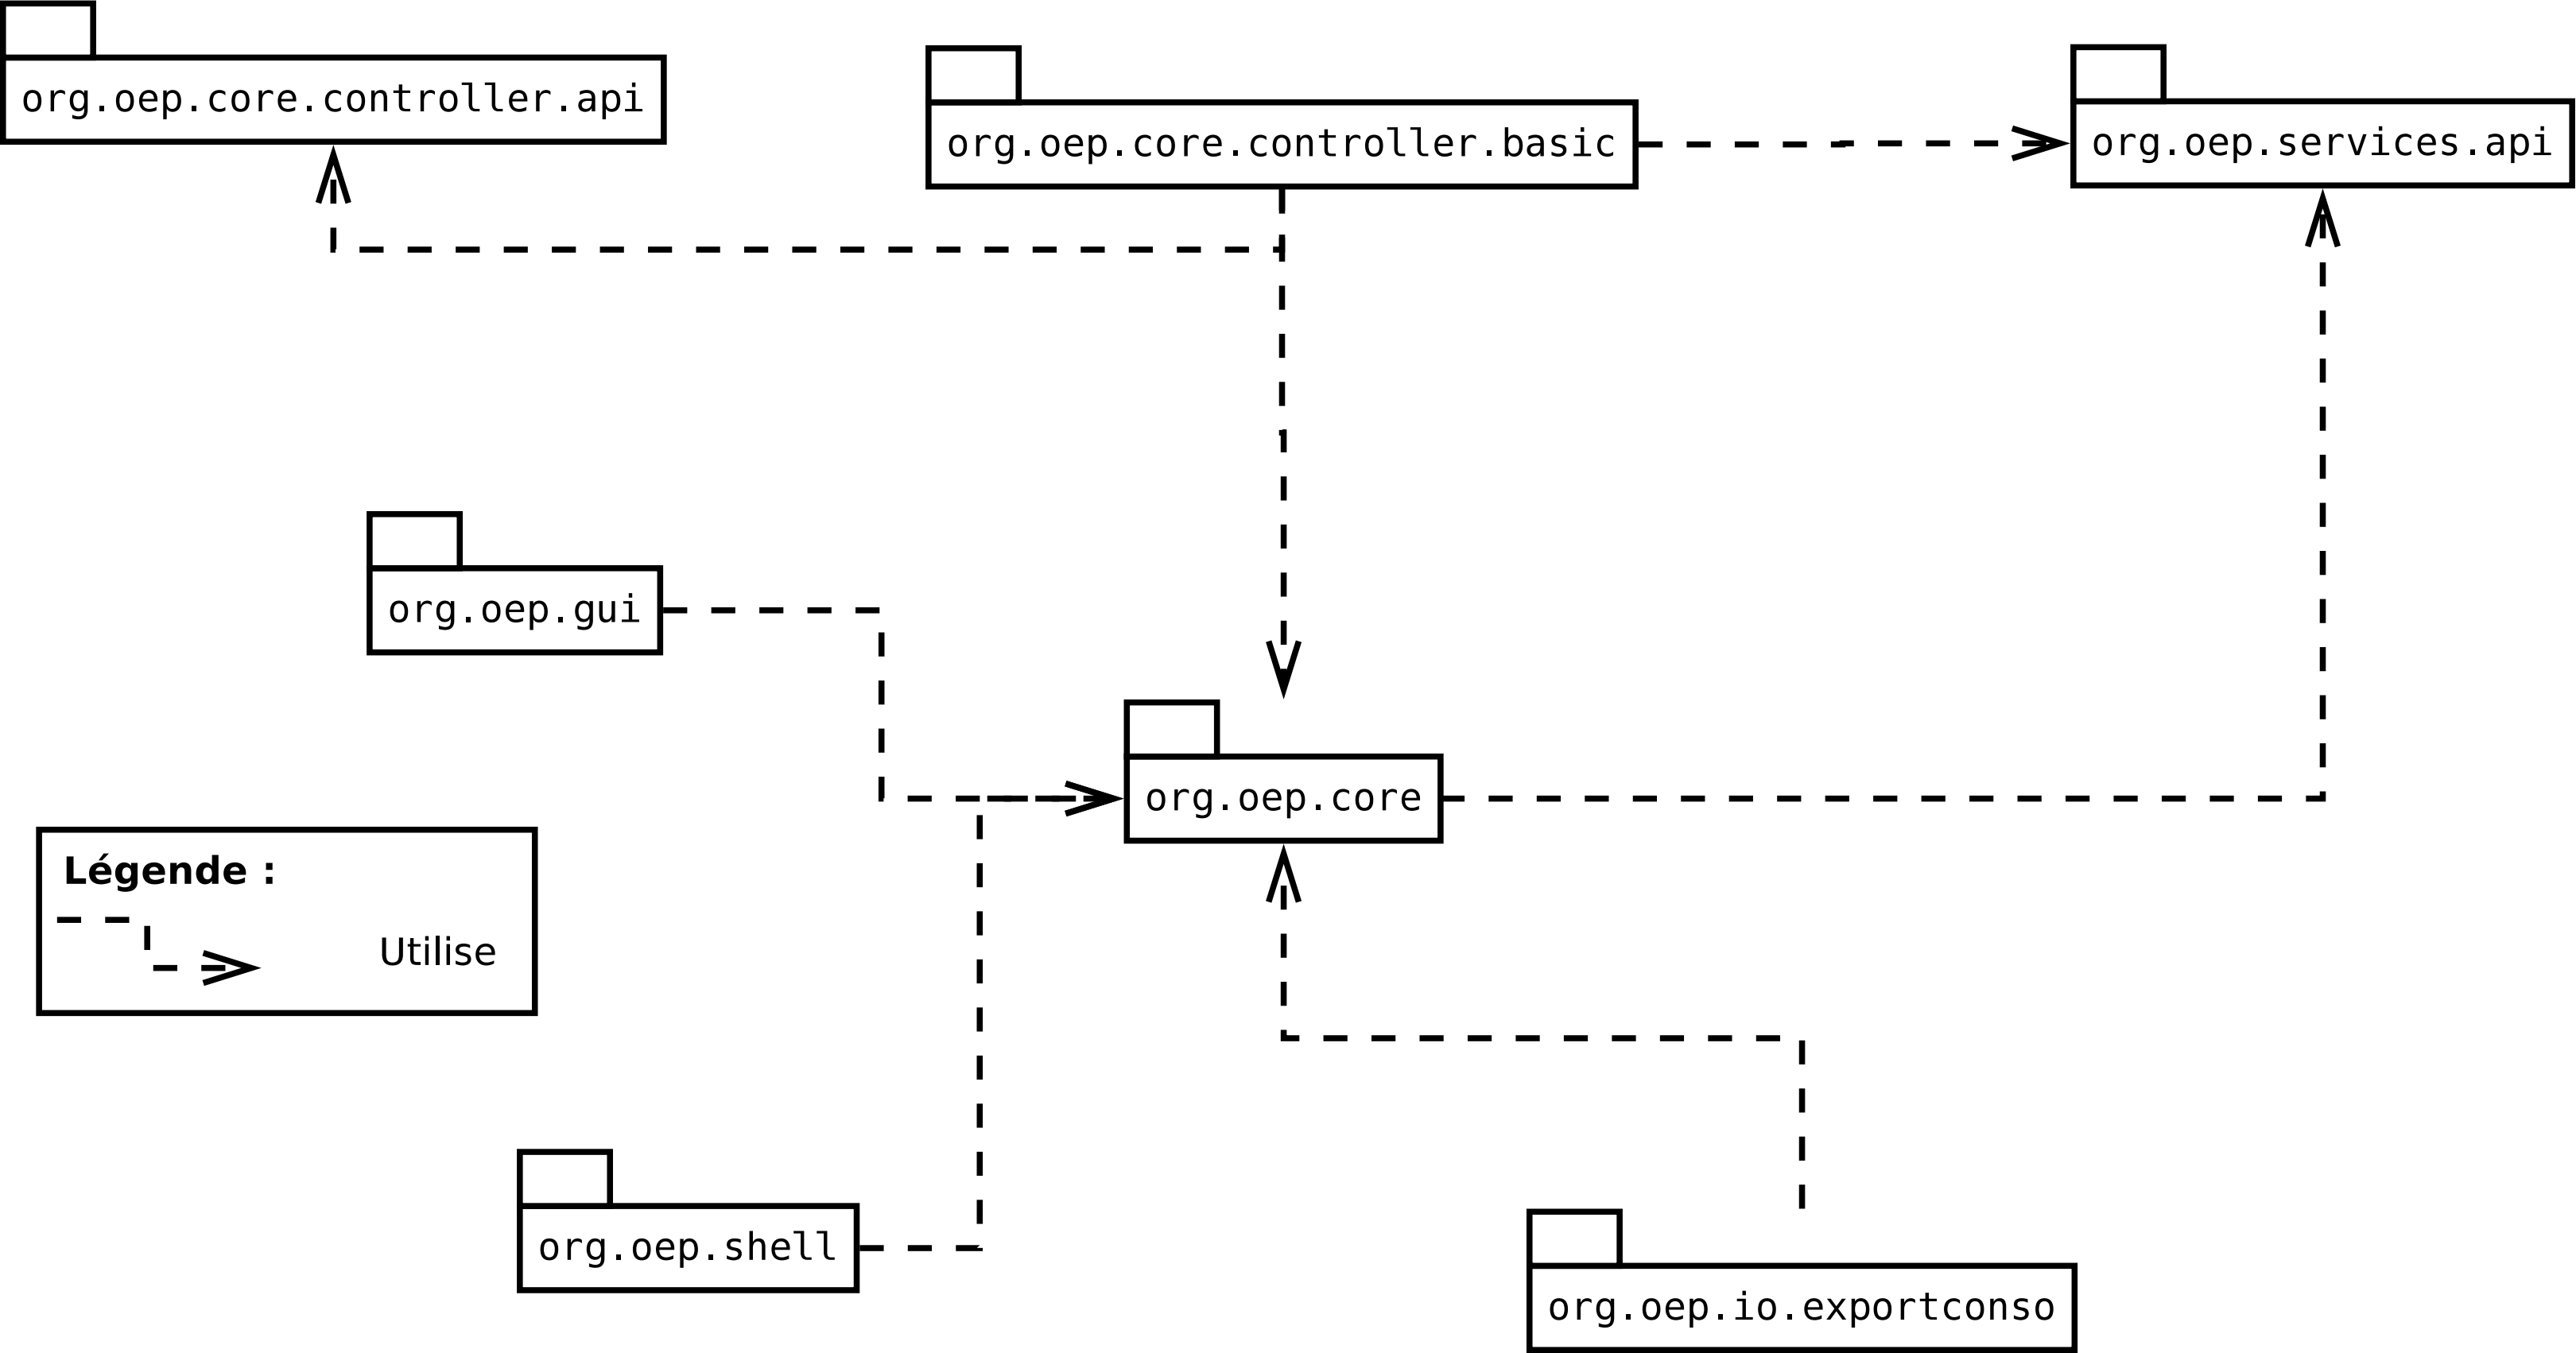 org.oep.core.controller.api
org.oep.core.controller.basic
org.oep.services.api
org.oep.gui
org.oep.core
Légende :
Utilise
org.oep.shell
org.oep.io.exportconso